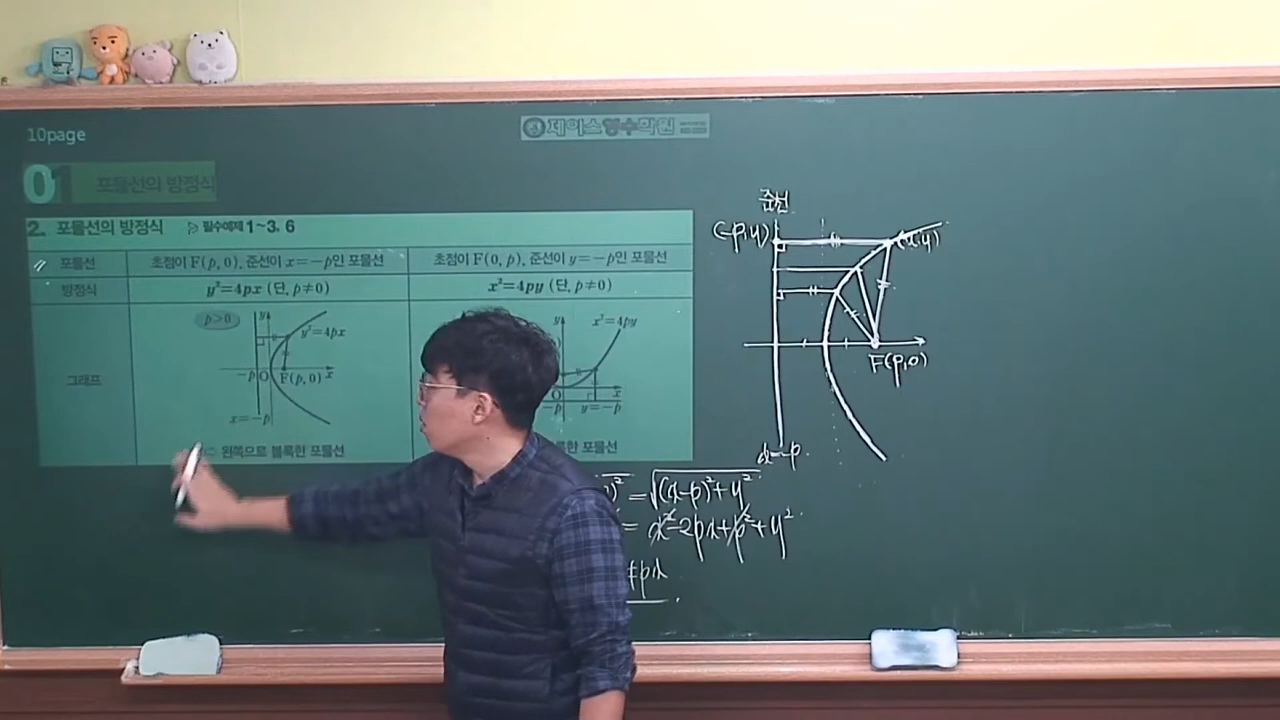 10page
제이스영수학원
01 포물선의 방정식
2. 포물선의 방정식 ▷ 필수예제 1~3, 6
포물선 초점이 F(p, 0), 준선이 x=-p인 포물선 초점이 F(0, p), 준선이 y=-p인 포물선
방정식 y²=4px (단, p≠0) x²=4py (단, p≠0)
그래프
p>0
y
y²=4px
-p O F(p, 0) x
x=-p
⇨ 왼쪽으로 볼록한 포물선
y
x²=4py
O x
-p y=-p
한 포물선
준선
(-p,y) (x,y)
F(p,0)
x=-p
)² = √(x-p)²+y²
= x²-2px+p²+y²
4px